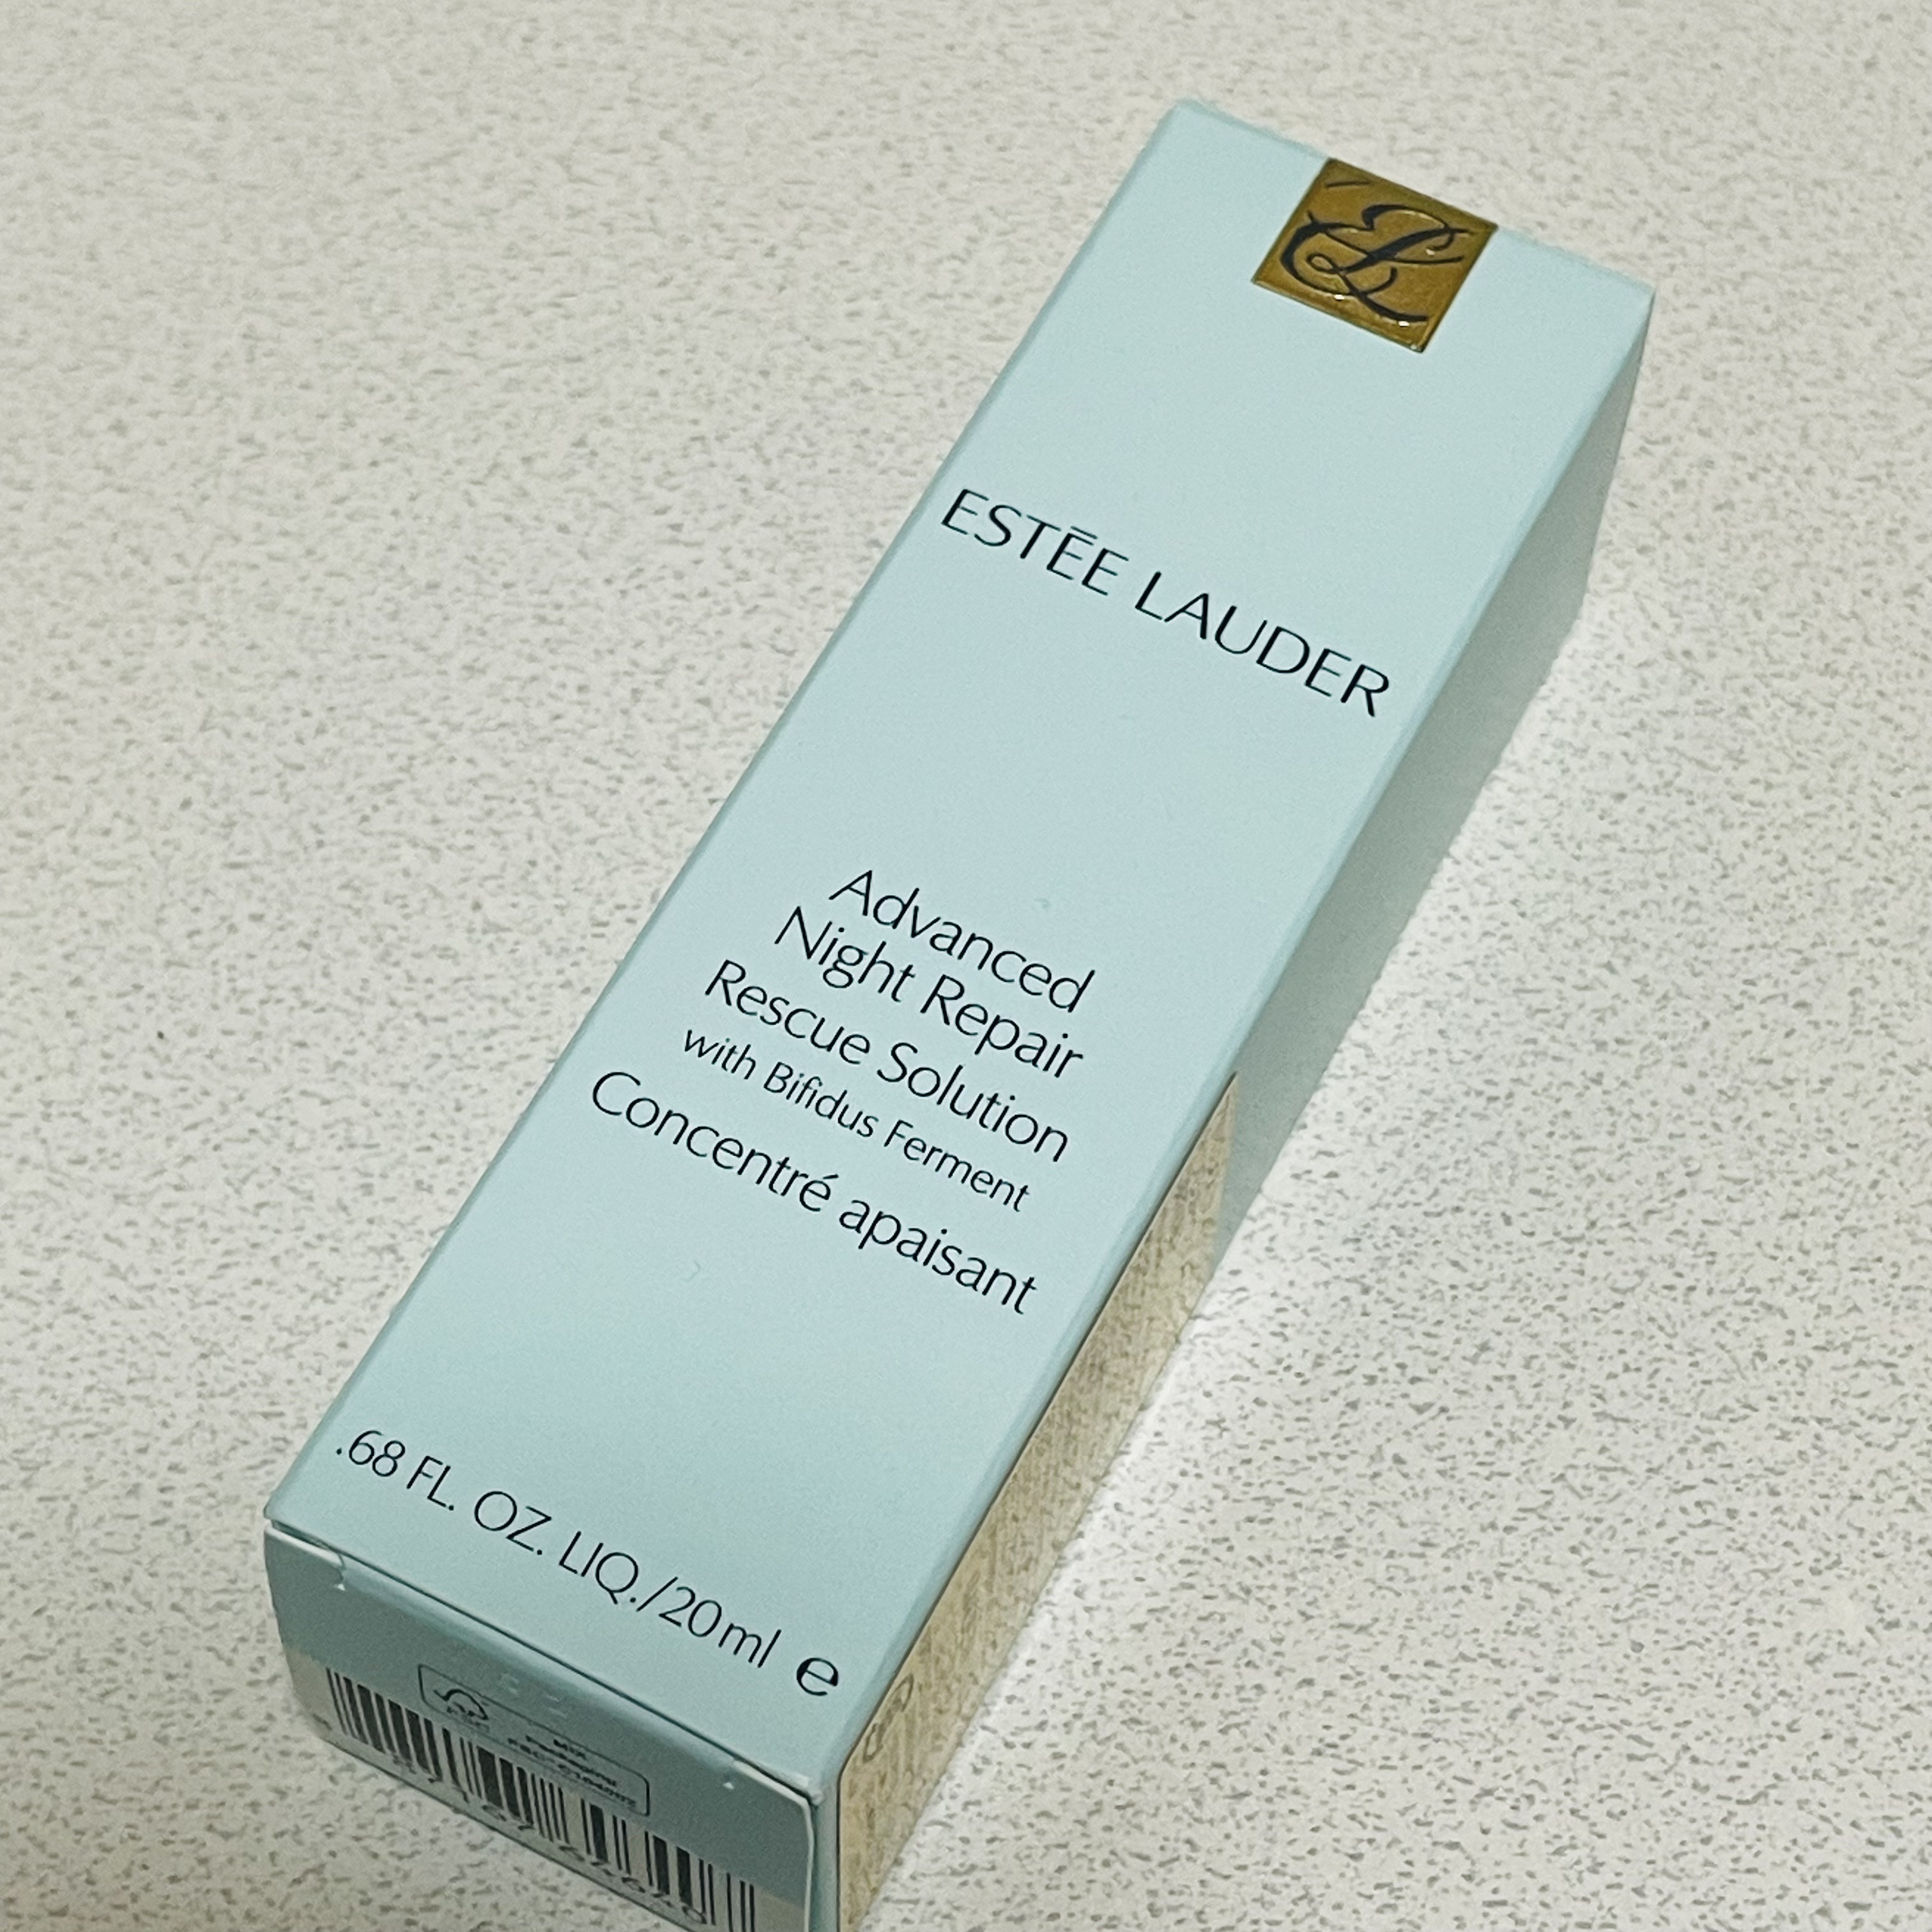 ESTĒE LAUDER
Advanced
Night Repair
Rescue Solution
with Bifidus Ferment
Concentré apaisant
.68 FL. OZ. LIQ./20ml ℮